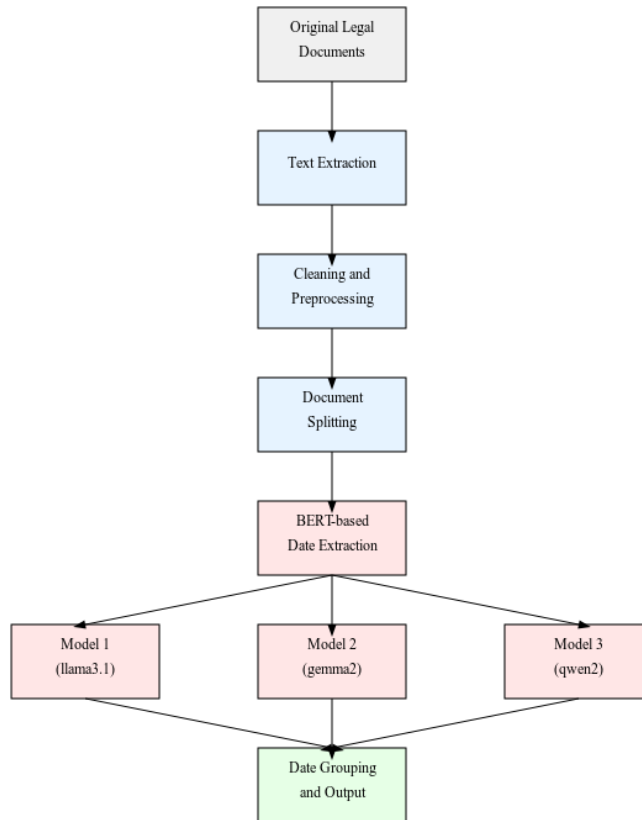 Original Legal
Documents
Text Extraction
Cleaning and
Preprocessing
Document
Splitting
BERT-based
Date Extraction
Model 1
(llama3.1)
Model 2
(gemma2)
Model 3
(qwen2)
Date Grouping
and Output